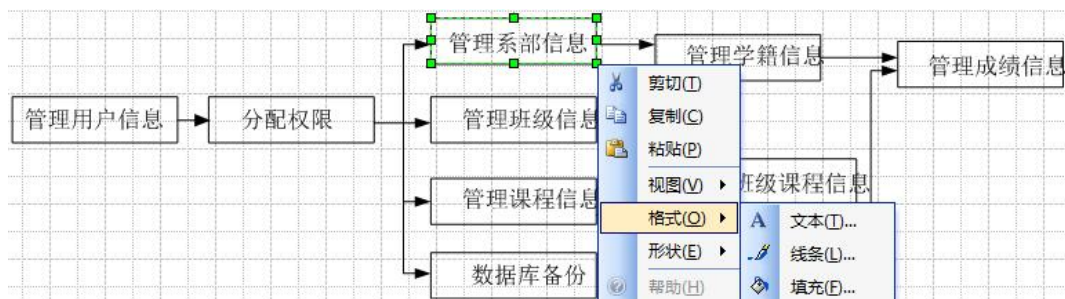 管理系部信息
管理学籍信息
管理成绩信息
管理用户信息
分配权限
管理班级信息
管理课程信息
数据库备份
班级课程信息
剪切(T)
复制(C)
粘贴(P)
视图(V)
格式(O)
形状(E)
帮助(H)
文本(T)...
线条(L)...
填充(F)...